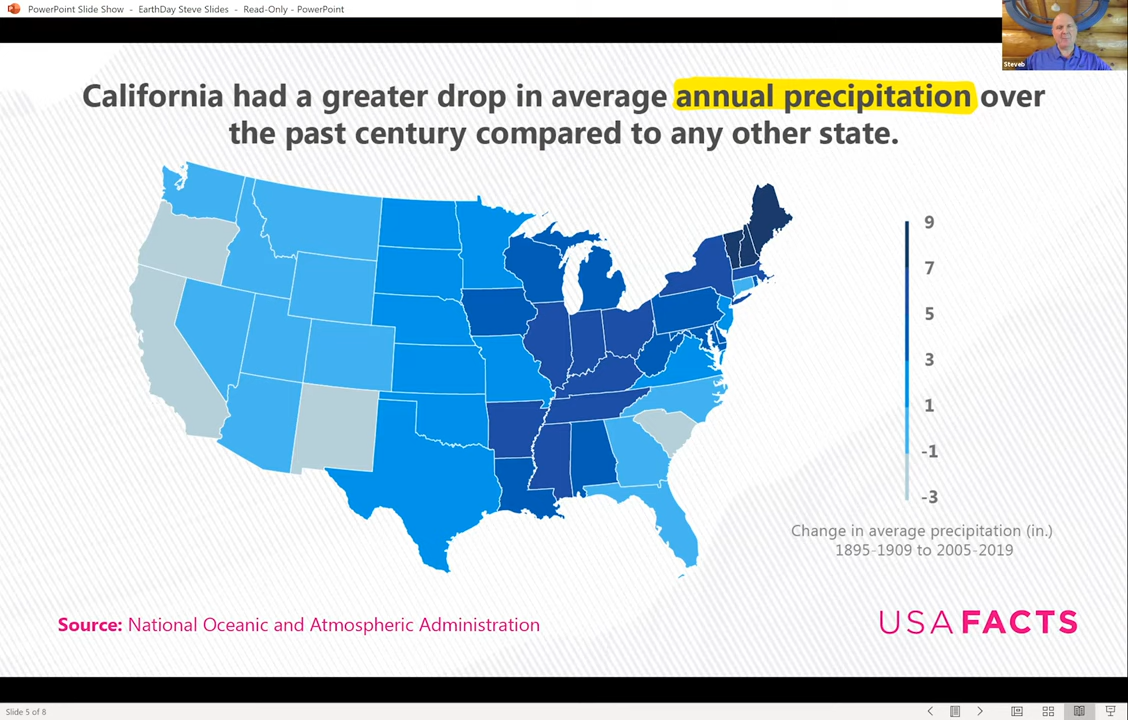 PowerPoint Slide Show - EarthDay Steve Slides - Read-Only - PowerPoint
Steveb
California had a greater drop in average annual precipitation over
the past century compared to any other state.
9
7
5
3
1
-1
-3
Change in average precipitation (in.)
1895-1909 to 2005-2019
Source: National Oceanic and Atmospheric Administration
USAFACTS
Slide 5 of 8